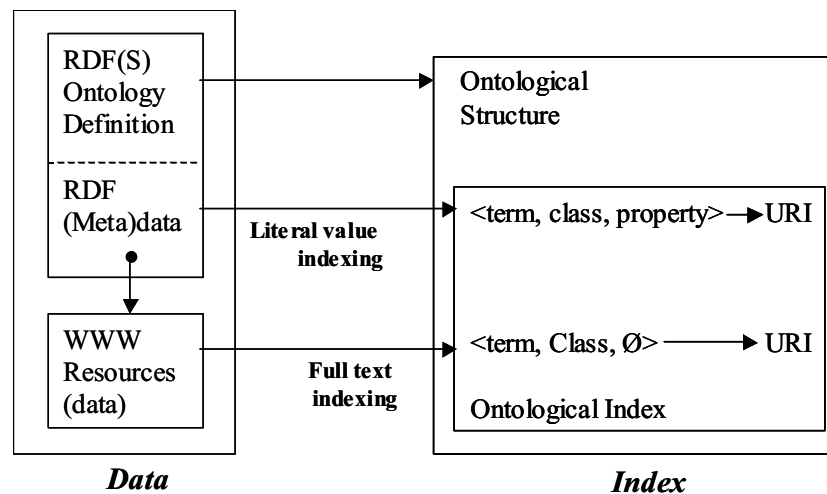 RDF(S)
Ontology
Definition
RDF
(Meta)data
WWW
Resources
(data)
Data
Literal value
indexing
Full text
indexing
Ontological
Structure
<term, class, property> URI
<term, Class, Ø> URI
Ontological Index
Index